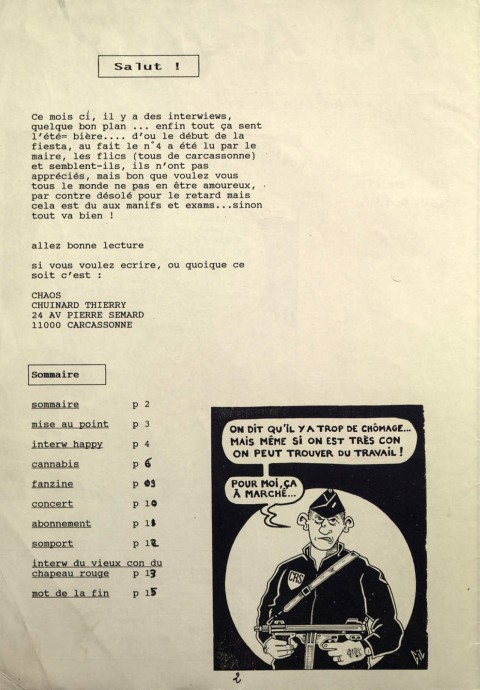 Salut !
Ce mois cí, il y a des interwiews,
quelque bon plan ... enfin tout ça sent
l'été= bière.... d'ou le début de la
fiesta, au fait le n°4 a été lu par le
maire, les flics (tous de carcassonne)
et semblent-ils, ils n'ont pas
appréciés, mais bon que voulez vous
tous le monde ne pas en être amoureux,
par contre désolé pour le retard mais
cela est du aux manifs et exams...sinon
tout va bien !
allez bonne lecture
si vous voulez ecrire, ou quoique ce
soit c'est :
CHAOS
CHUINARD THIERRY
24 AV PIERRE SEMARD
11000 CARCASSONNE
Sommaire
sommaire p 2
mise au point p 3
interw happy p 4
cannabis p 6
fanzine p 09
concert p 10
abonnement p 11
somport p 12
interw du vieux con du
chapeau rouge p 13
mot de la fin p 15
ON DIT QU'IL Y A TROP DE CHÔMAGE...
MAIS MÊME SI ON EST TRÈS CON
ON PEUT TROUVER DU TRAVAIL !
POUR MOI, ÇA
À MARCHÉ...
CRS
GIL
2